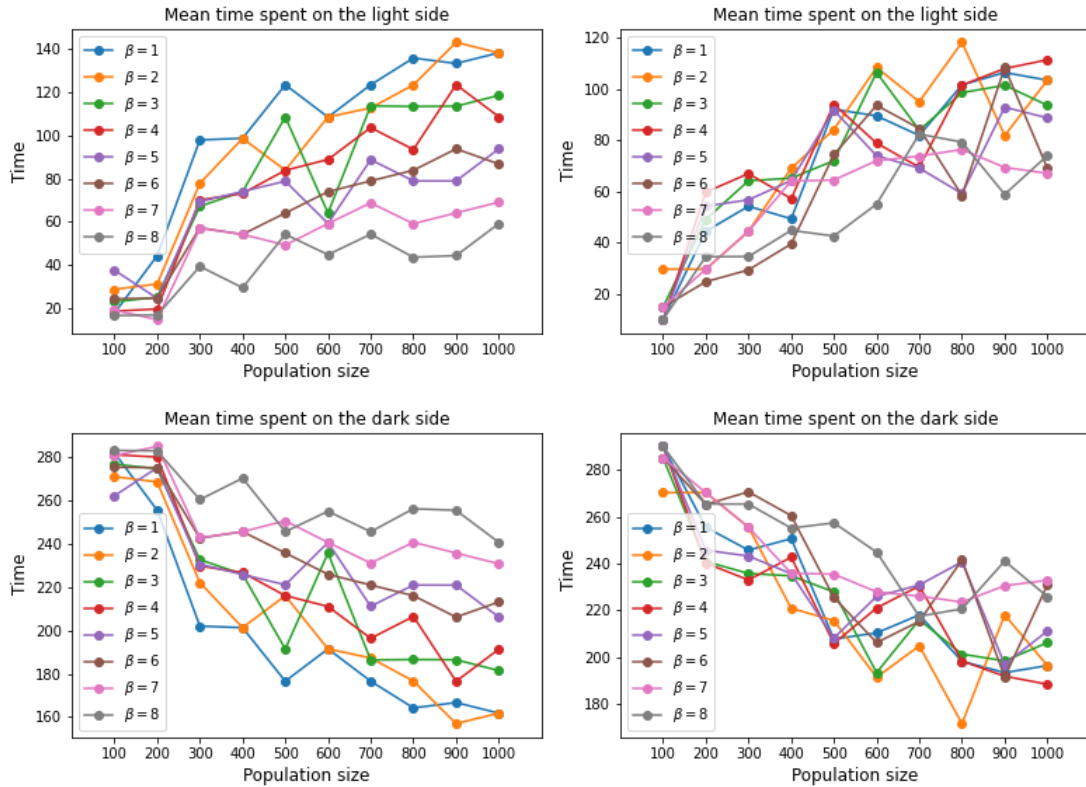 Mean time spent on the light side
Time
140
120
100
80
60
40
20
β = 1
β = 2
β = 3
β = 4
β = 5
β = 6
β = 7
β = 8
100 200 300 400 500 600 700 800 900 1000
Population size
Mean time spent on the light side
Time
120
100
80
60
40
20
β = 1
β = 2
β = 3
β = 4
β = 5
β = 6
β = 7
β = 8
100 200 300 400 500 600 700 800 900 1000
Population size
Mean time spent on the dark side
Time
280
260
240
220
200
180
160
β = 1
β = 2
β = 3
β = 4
β = 5
β = 6
β = 7
β = 8
100 200 300 400 500 600 700 800 900 1000
Population size
Mean time spent on the dark side
Time
280
260
240
220
200
180
β = 1
β = 2
β = 3
β = 4
β = 5
β = 6
β = 7
β = 8
100 200 300 400 500 600 700 800 900 1000
Population size